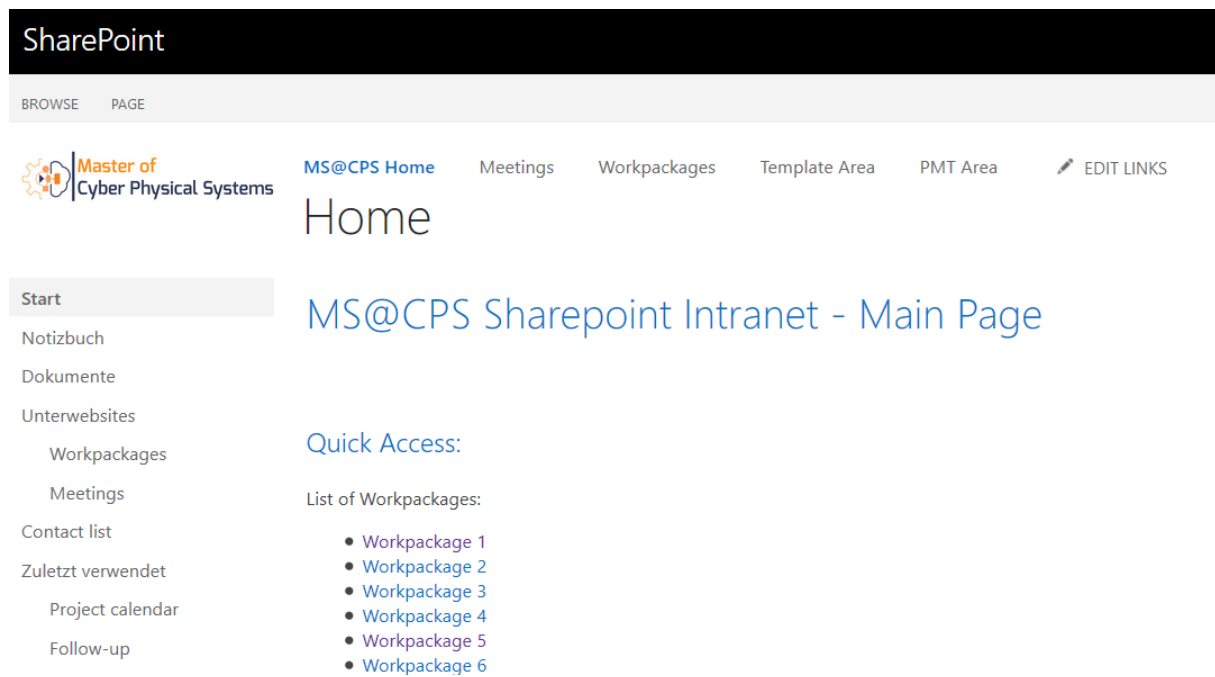 SharePoint
BROWSE PAGE
Master of
Cyber Physical Systems
MS@CPS Home Meetings Workpackages Template Area PMT Area EDIT LINKS
Home
Start
Notizbuch
Dokumente
Unterwebsites
Workpackages
Meetings
Contact list
Zuletzt verwendet
Project calendar
Follow-up
MS@CPS Sharepoint Intranet - Main Page
Quick Access:
List of Workpackages:
• Workpackage 1
• Workpackage 2
• Workpackage 3
• Workpackage 4
• Workpackage 5
• Workpackage 6